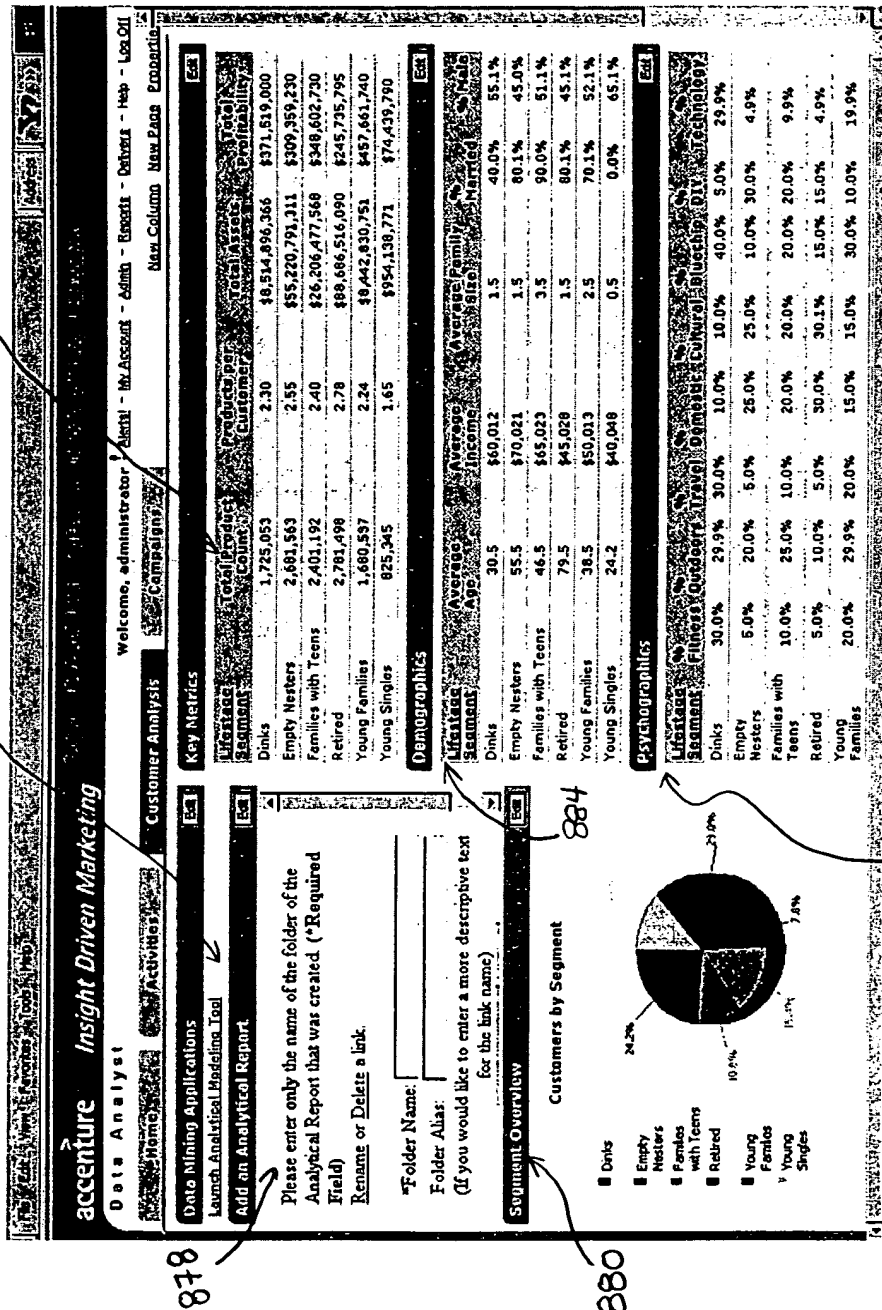 File Edit View Favorites Tools Help
Address
accenture Insight Driven Marketing
Data Analyst
Welcome, administrator
Alerts! - My Account - Admin - Reports - Drivers - Help - Log Off
Home Activities Customer Analysis Campaigns
New Column New Page Propertie
Data Mining Applications Edit
Launch Analytical Modeling Tool
Add an Analytical Report Edit
Please enter only the name of the folder of the
Analytical Report that was created. (*Required
Field)
Rename or Delete a link.
*Folder Name:
Folder Alias:
(If you would like to enter a more descriptive text
for the link name)
878
Segment Overview Edit
880
Customers by Segment
Dinks
Empty
Nesters
Familes
with Teens
Retired
Young
Familes
Young
Singles
24.2%
7.8%
Key Metrics Edit
Lifestage Segment Total Product Count Products per Customer Total Assets Total Profitability
Dinks 1,725,053 2.30 $8,514,896,366 $371,519,000
Empty Nesters 2,681,563 2.55 $55,220,791,311 $309,359,230
Families with Teens 2,401,192 2.40 $26,206,477,568 $348,602,730
Retired 2,781,498 2.78 $88,686,516,090 $245,735,795
Young Families 1,680,537 2.24 $8,442,830,751 $457,661,740
Young Singles 825,345 1.65 $954,138,771 $74,439,790
Demographics Edit
884
Lifestage Segment Average Age Average Income Average Family Size % Married % Male
Dinks 30.5 $60,012 1.5 40.0% 55.1%
Empty Nesters 55.5 $70,021 1.5 80.1% 45.0%
Families with Teens 46.5 $65,023 3.5 90.0% 51.1%
Retired 79.5 $45,028 1.5 80.1% 45.1%
Young Families 38.5 $50,013 2.5 70.1% 52.1%
Young Singles 24.2 $40,048 0.5 0.0% 65.1%
Psychographics Edit
Lifestage % % % % % % % %
Segment Fitness Outdoors Travel Domestic Cultural Bluechip DIY Technology
Dinks 30.0% 29.9% 30.0% 10.0% 10.0% 40.0% 5.0% 29.9%
Empty
Nesters 5.0% 20.0% 5.0% 25.0% 25.0% 10.0% 30.0% 4.9%
Families with
Teens 10.0% 25.0% 10.0% 20.0% 20.0% 20.0% 20.0% 9.9%
Retired 5.0% 10.0% 5.0% 30.0% 30.1% 15.0% 15.0% 4.9%
Young
Families 20.0% 29.9% 20.0% 15.0% 15.0% 30.0% 10.0% 19.9%